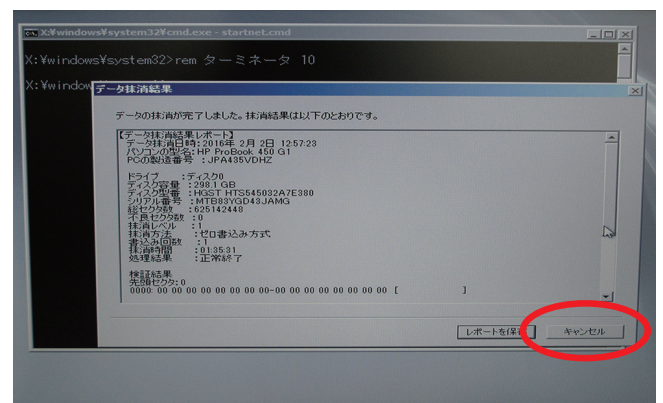 X:¥windows¥system32¥cmd.exe - startnet.cmd
X:¥windows¥system32>rem ターミネータ 10
X:¥window
データ抹消結果
データの抹消が完了しました。抹消結果は以下のとおりです。
【データ抹消結果レポート】
データ抹消日時:2016年 2月 2日 12:57:23
パソコンの型名:HP ProBook 450 G1
PCの製造番号 :JPA435VDHZ
ドライブ :ディスク0
ディスク容量 :298.1 GB
ディスク型番 :HGST HTS545032A7E380
シリアル番号 :MTB83YGD43JAMG
総セクタ数 :625142448
不良セクタ数 :0
抹消レベル :1
抹消方法 :ゼロ書込み方式
書込み回数 :1
抹消時間 :01:35:31
処理結果 :正常終了
検証結果
先頭セクタ:0
0000: 00 00 00 00 00 00 00 00-00 00 00 00 00 00 00 00 [ ]
レポートを保
キャンセル